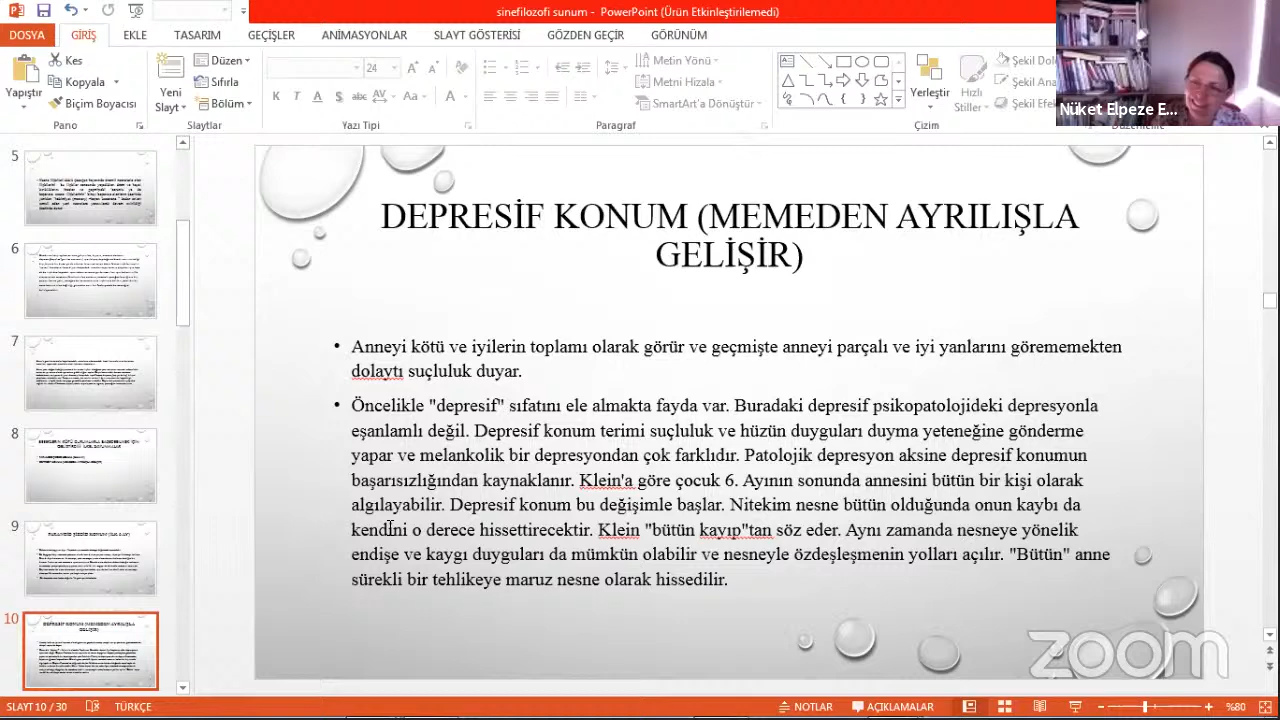 sinefilozofi sunum - PowerPoint (Ürün Etkinleştirilemedi)
DOSYA GİRİŞ EKLE TASARIM GEÇİŞLER ANİMASYONLAR SLAYT GÖSTERİSİ GÖZDEN GEÇİR GÖRÜNÜM
Yapıştır
Kes
Kopyala
Biçim Boyacısı
Pano
Yeni
Slayt
Düzen
Sıfırla
Bölüm
Slaytlar
24
K T A S abc AV Aa A
Yazı Tipi
Metin Yönü
Metni Hizala
SmartArt'a Dönüştür
Paragraf
Yerleştir
Hızlı
Stiller
Şekil
Şekil
Şekil
Çizim
Düzenleme
Nüket Elpeze E...
5
6
7
8
9
10
DEPRESİF KONUM (MEMEDEN AYRILIŞLA
GELİŞİR)
• Anneyi kötü ve iyilerin toplamı olarak görür ve geçmişte anneyi parçalı ve iyi yanlarını görememekten
dolaytı suçluluk duyar.
• Öncelikle "depresif" sıfatını ele almakta fayda var. Buradaki depresif psikopatolojideki depresyonla
eşanlamlı değil. Depresif konum terimi suçluluk ve hüzün duyguları duyma yeteneğine gönderme
yapar ve melankolik bir depresyondan çok farklıdır. Patolojik depresyon aksine depresif konumun
başarısızlığından kaynaklanır. Klein'a göre çocuk 6. Ayının sonunda annesini bütün bir kişi olarak
algılayabilir. Depresif konum bu değişimle başlar. Nitekim nesne bütün olduğunda onun kaybı da
kendini o derece hissettirecektir. Klein "bütün kayıp"tan söz eder. Aynı zamanda nesneye yönelik
endişe ve kaygı duyguları da mümkün olabilir ve nesneyle özdeşleşmenin yolları açılır. "Bütün" anne
sürekli bir tehlikeye maruz nesne olarak hissedilir.
zoom
SLAYT 10 / 30 TÜRKÇE NOTLAR AÇIKLAMALAR %80